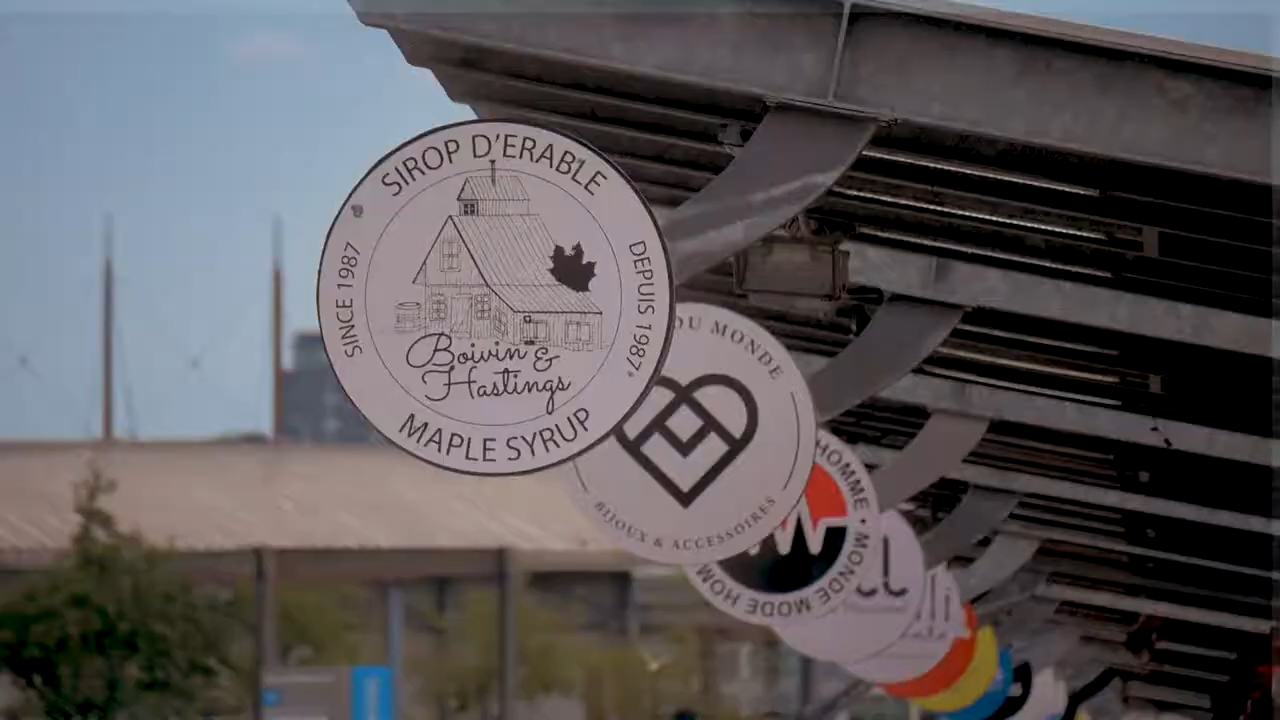 SIROP D'ERABLE
SINCE 1987
DEPUIS 1987
Boivin &
Hastings
MAPLE SYRUP
DU MONDE
BIJOUX & ACCESSOIRES
HOMME • MONDE MODE HOM